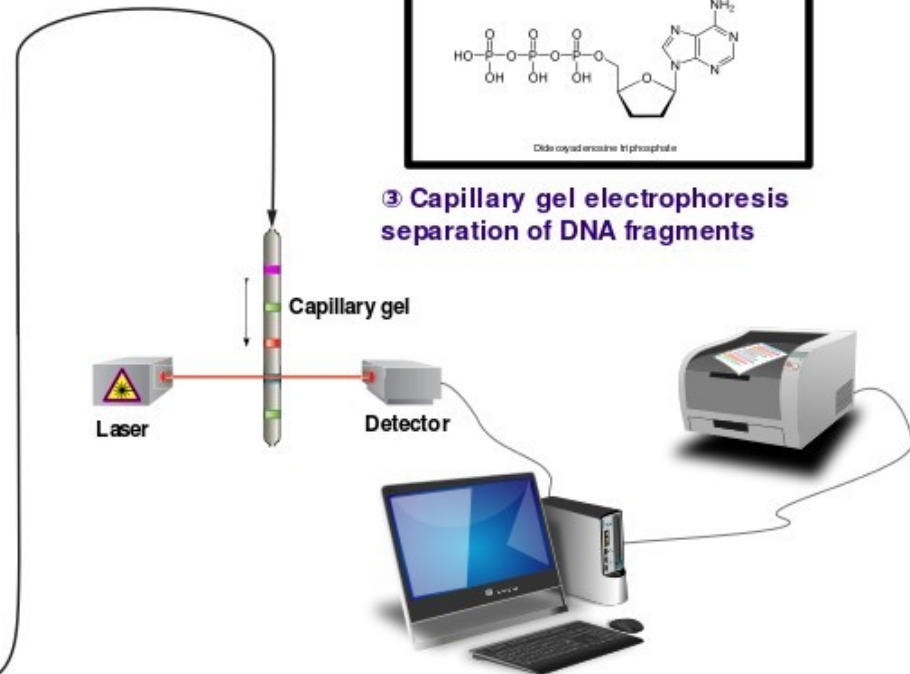 NH₂
N
N
O
O
O
HO-P-O-P-O-P-O
N
N
OH
OH
OH
O
Dideoxyadenosine triphosphate
③ Capillary gel electrophoresis
separation of DNA fragments
Capillary gel
Laser
Detector